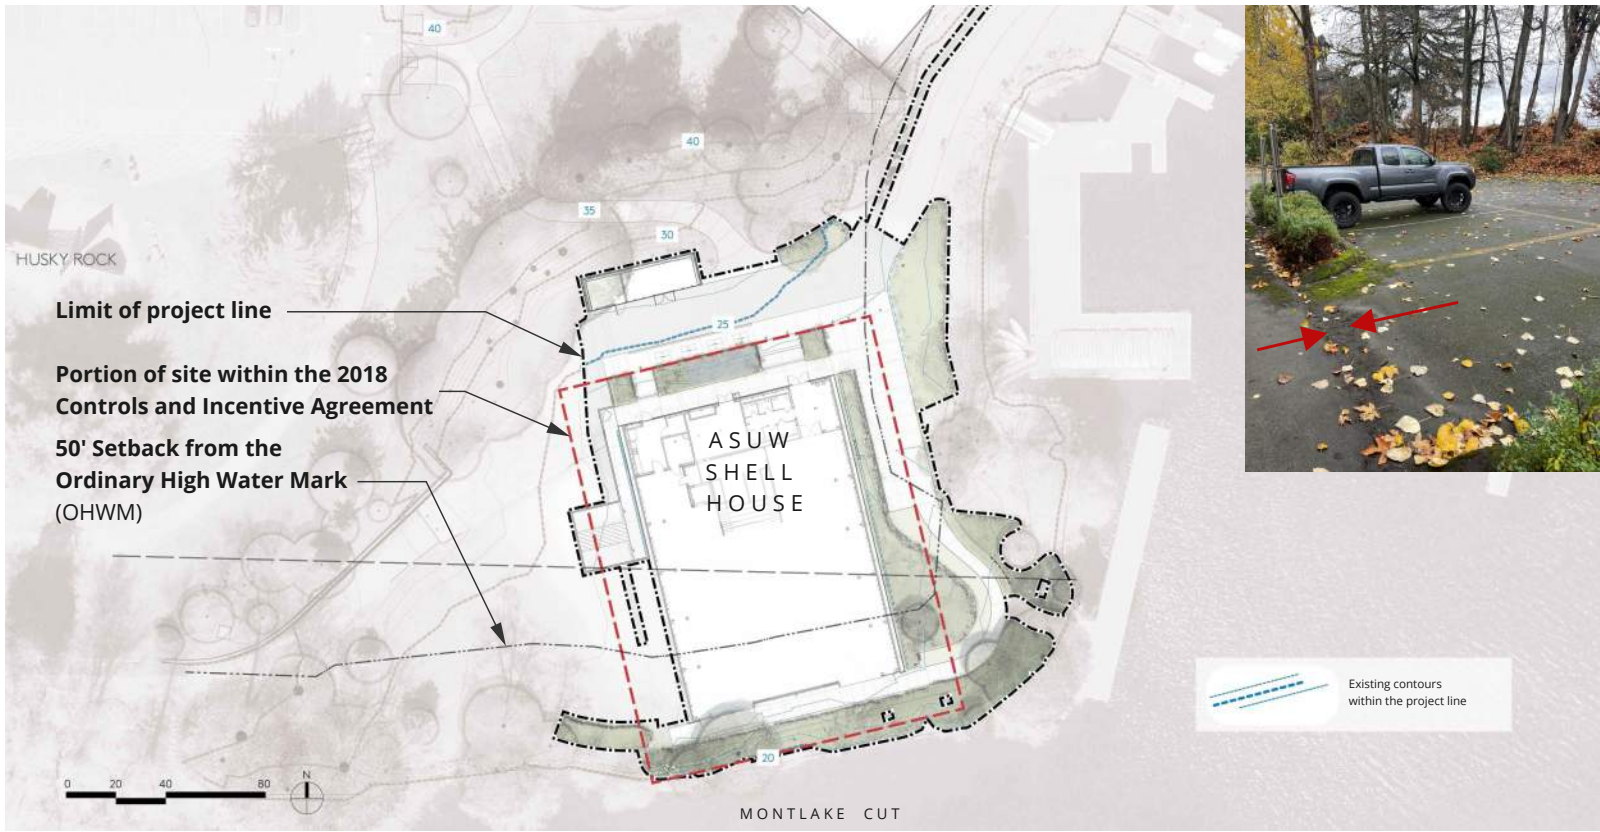 40
40
35
30
HUSKY ROCK
Limit of project line
25
Portion of site within the 2018
Controls and Incentive Agreement
50' Setback from the
Ordinary High Water Mark
(OHWM)
ASUW
SHELL
HOUSE
Existing contours
within the project line
20
0 20 40 80
N
MONTLAKE CUT